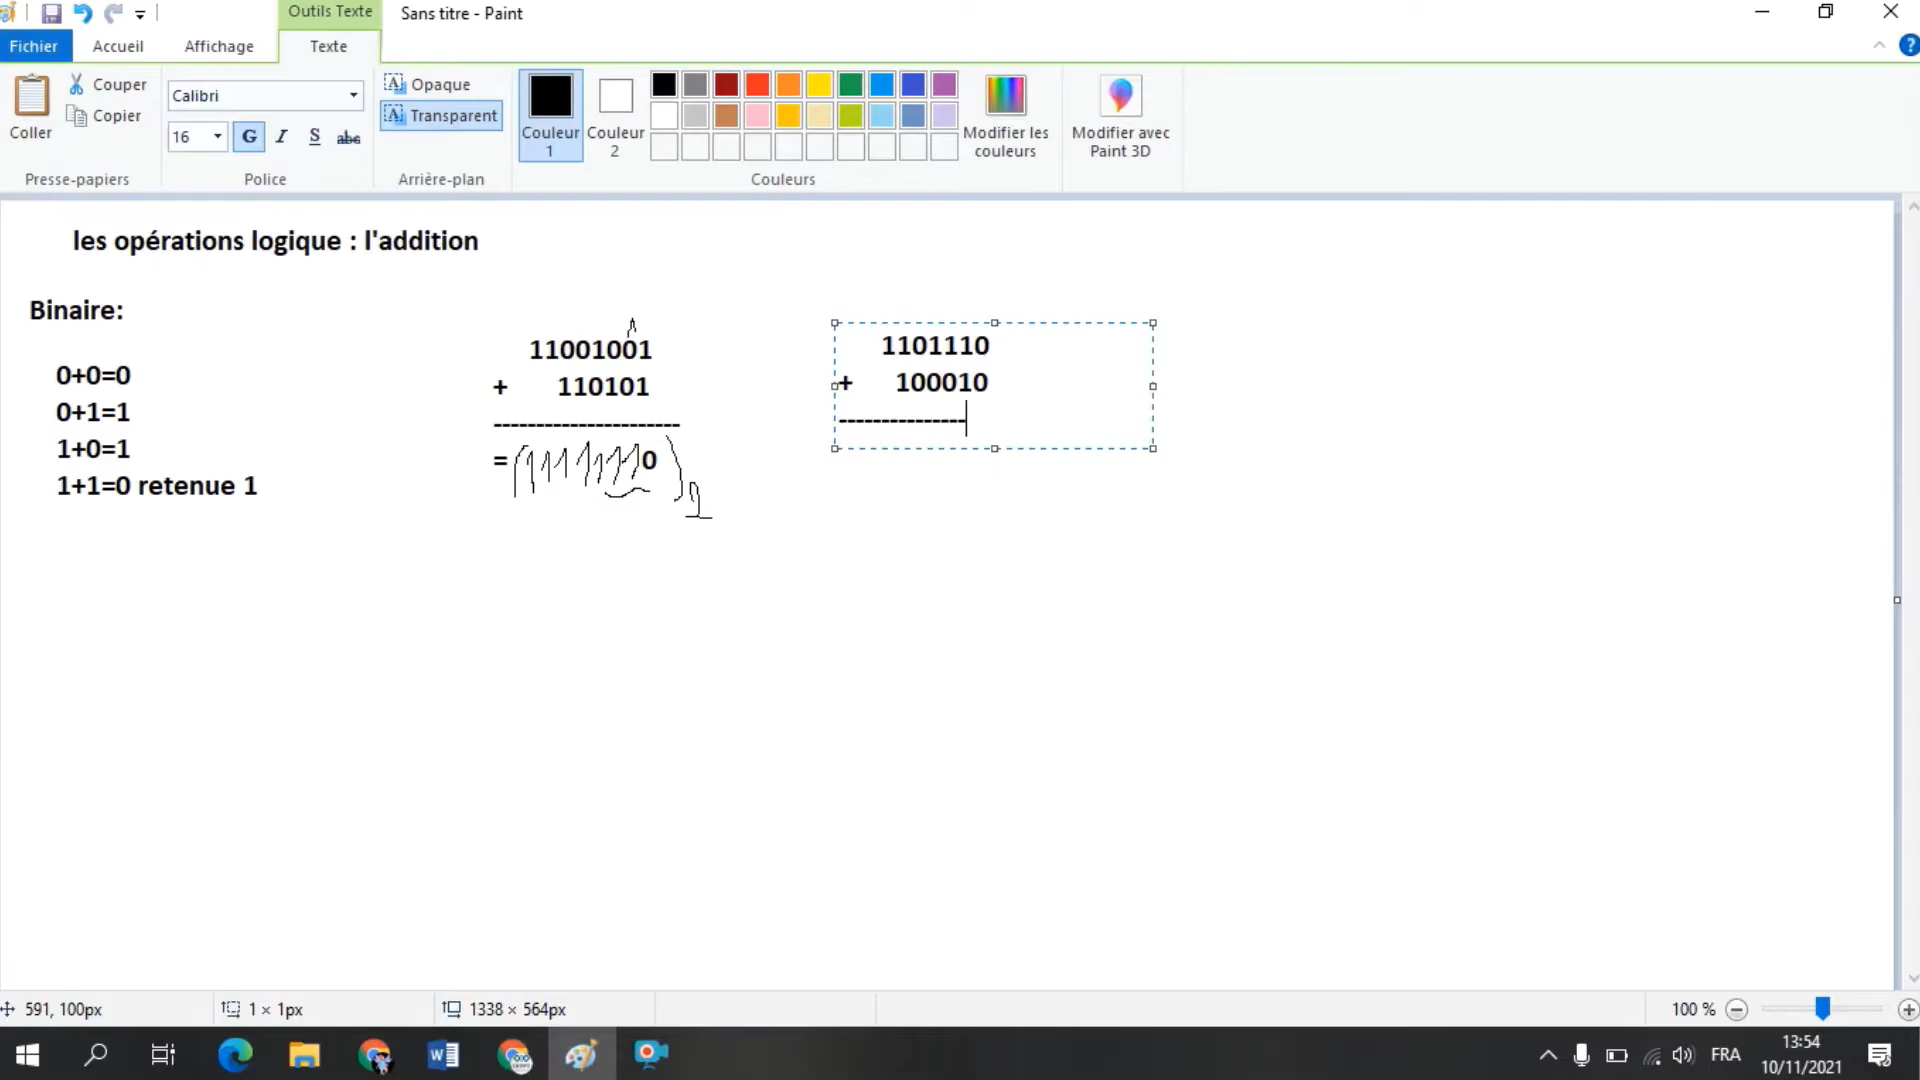 Outils Texte
Sans titre - Paint
Fichier
Accueil
Affichage
Texte
Coller
Couper
Copier
Presse-papiers
Calibri
16
G I S abc
Police
Opaque
Transparent
Arrière-plan
Couleur
1
Couleur
2
Couleurs
Modifier les
couleurs
Modifier avec
Paint 3D
les opérations logique : l'addition
Binaire:
0+0=0
0+1=1
1+0=1
1+1=0 retenue 1
1
11001001
+ 110101
----------------------
=(11111110)2
1101110
+ 100010
---------------
591, 100px
1 × 1px
1338 × 564px
100 %
FRA
13:54
10/11/2021